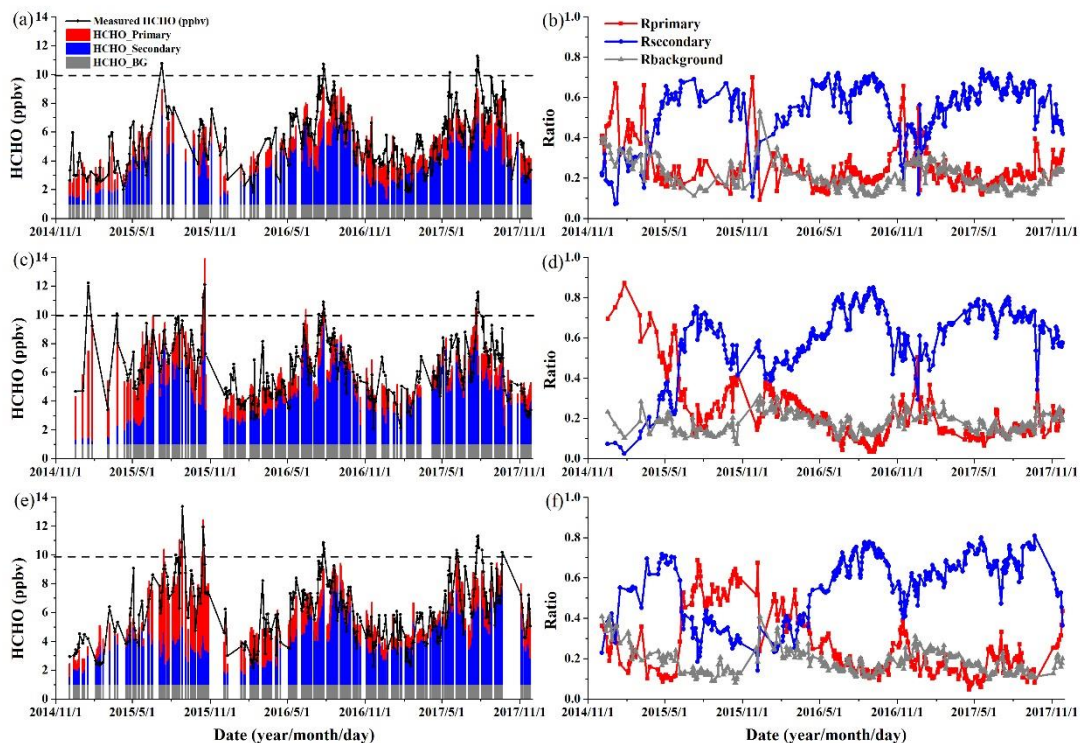 (a)
Measured HCHO (ppbv)
HCHO_Primary
HCHO_Secondary
HCHO_BG
HCHO (ppbv)
14
12
10
8
6
4
2
0
2014/11/1 2015/5/1 2015/11/1 2016/5/1 2016/11/1 2017/5/1 2017/11/1
(b)
Rprimary
Rsecondary
Rbackground
Ratio
1.0
0.8
0.6
0.4
0.2
0.0
2014/11/1 2015/5/1 2015/11/1 2016/5/1 2016/11/1 2017/5/1 2017/11/1
(c)
HCHO (ppbv)
14
12
10
8
6
4
2
0
2014/11/1 2015/5/1 2015/11/1 2016/5/1 2016/11/1 2017/5/1 2017/11/1
(d)
Ratio
1.0
0.8
0.6
0.4
0.2
0.0
2014/11/1 2015/5/1 2015/11/1 2016/5/1 2016/11/1 2017/5/1 2017/11/1
(e)
HCHO (ppbv)
14
12
10
8
6
4
2
0
2014/11/1 2015/5/1 2015/11/1 2016/5/1 2016/11/1 2017/5/1 2017/11/1
Date (year/month/day)
(f)
Ratio
1.0
0.8
0.6
0.4
0.2
0.0
2014/11/1 2015/5/1 2015/11/1 2016/5/1 2016/11/1 2017/5/1 2017/11/1
Date (year/month/day)